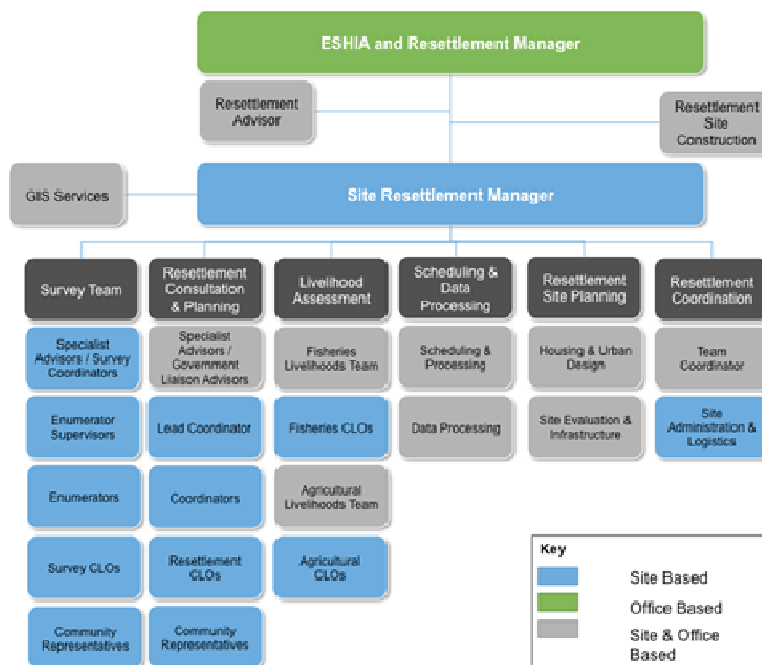 ESHIA and Resettlement Manager
Resettlement
Advisor
Resettlement
Site
Construction
GIS Services
Site Resettlement Manager
Survey Team
Resettlement
Consultation
& Planning
Livelihood
Assessment
Scheduling &
Data
Processing
Resettlement
Site Planning
Resettlement
Coordination
Specialist
Advisors / Survey
Coordinators
Specialist
Advisors /
Government
Liaison Advisors
Fisheries
Livelihoods Team
Scheduling &
Processing
Housing & Urban
Design
Team
Coordinator
Enumerator
Supervisors
Lead Coordinator
Fisheries CLOs
Data Processing
Site Evaluation &
Infrastructure
Site
Administration &
Logistics
Enumerators
Coordinators
Agricultural
Livelihoods Team
Survey CLOs
Resettlement
CLOs
Agricultural
CLOs
Community
Representatives
Community
Representatives
Key
Site Based
Office Based
Site & Office
Based